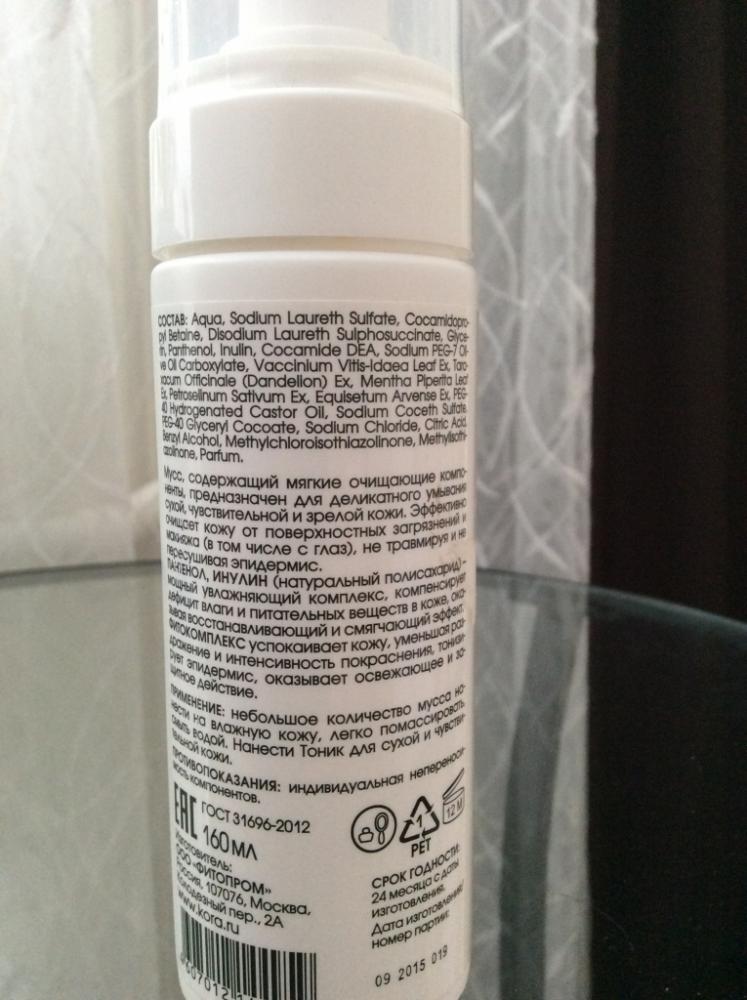 СОСТАВ: Aqua, Sodium Laureth Sulfate, Cocamidopro-
pyl Betaine, Disodium Laureth Sulphosuccinate, Glyce-
rin, Panthenol, Inulin, Cocamide DEA, Sodium PEG-7 Oli-
ve Oil Carboxylate, Vaccinium Vitis-idaea Leaf Ex, Tara-
xacum Officinale (Dandelion) Ex, Mentha Piperita Leaf
Ex, Petroselinum Sativum Ex, Equisetum Arvense Ex, PEG-
40 Hydrogenated Castor Oil, Sodium Coceth Sulfate,
PEG-40 Glyceryl Cocoate, Sodium Chloride, Citric Acid,
Benzyl Alcohol, Methylchloroisothiazolinone, Methylisothi-
azolinone, Parfum.
Мусс, содержащий мягкие очищающие компо-
ненты, предназначен для деликатного умывания
сухой, чувствительной и зрелой кожи. Эффективно
очищает кожу от поверхностных загрязнений и
макияжа (в том числе с глаз), не травмируя и не
пересушивая эпидермис.
ПАНТЕНОЛ, ИНУЛИН (натуральный полисахарид) –
мощный увлажняющий комплекс, компенсирует
дефицит влаги и питательных веществ в коже, ока-
зывая восстанавливающий и смягчающий эффект.
ФИТОКОМПЛЕКС успокаивает кожу, уменьшая раз-
дражение и интенсивность покраснения, тонизи-
рует эпидермис, оказывает освежающее и за-
щитное действие.
ПРИМЕНЕНИЕ: небольшое количество мусса на-
нести на влажную кожу, легко помассировать,
смыть водой. Нанести Тоник для сухой и чувстви-
тельной кожи.
ПРОТИВОПОКАЗАНИЯ: индивидуальная непереноси-
мость компонентов.
EAC ГОСТ 31696-2012
160 МЛ
Изготовитель:
ООО «ФИТОПРОМ»
Россия, 107076, Москва,
Колодезный пер., 2А
www.kora.ru
1
PET
12 M
СРОК ГОДНОСТИ:
24 месяца с даты
изготовления.
Дата изготовления/
номер партии:
09 2015 019